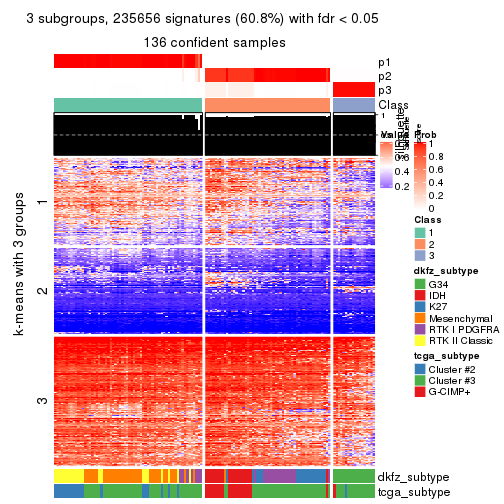 3 subgroups, 235656 signatures (60.8%) with fdr < 0.05
136 confident samples
p1
p2
p3
Class
1
Silhouette
Value
Prob
0.8
0.6
0.4
0.2
1
0.8
0.6
0.4
0.2
0
Class
1
2
3
dkfz_subtype
G34
IDH
K27
Mesenchymal
RTK I PDGFRA
RTK II Classic
tcga_subtype
Cluster #2
Cluster #3
G-CIMP+
k-means with 3 groups
1
2
3
dkfz_subtype
tcga_subtype